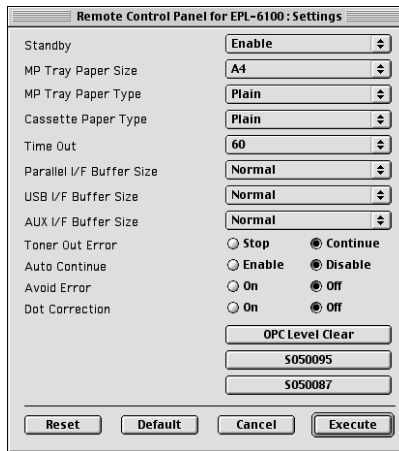 Remote Control Panel for EPL-6100 : Settings
Standby Enable
MP Tray Paper Size A4
MP Tray Paper Type Plain
Cassette Paper Type Plain
Time Out 60
Parallel I/F Buffer Size Normal
USB I/F Buffer Size Normal
AUX I/F Buffer Size Normal
Toner Out Error Stop Continue
Auto Continue Enable Disable
Avoid Error On Off
Dot Correction On Off
OPC Level Clear
S050095
S050087
Reset Default Cancel Execute